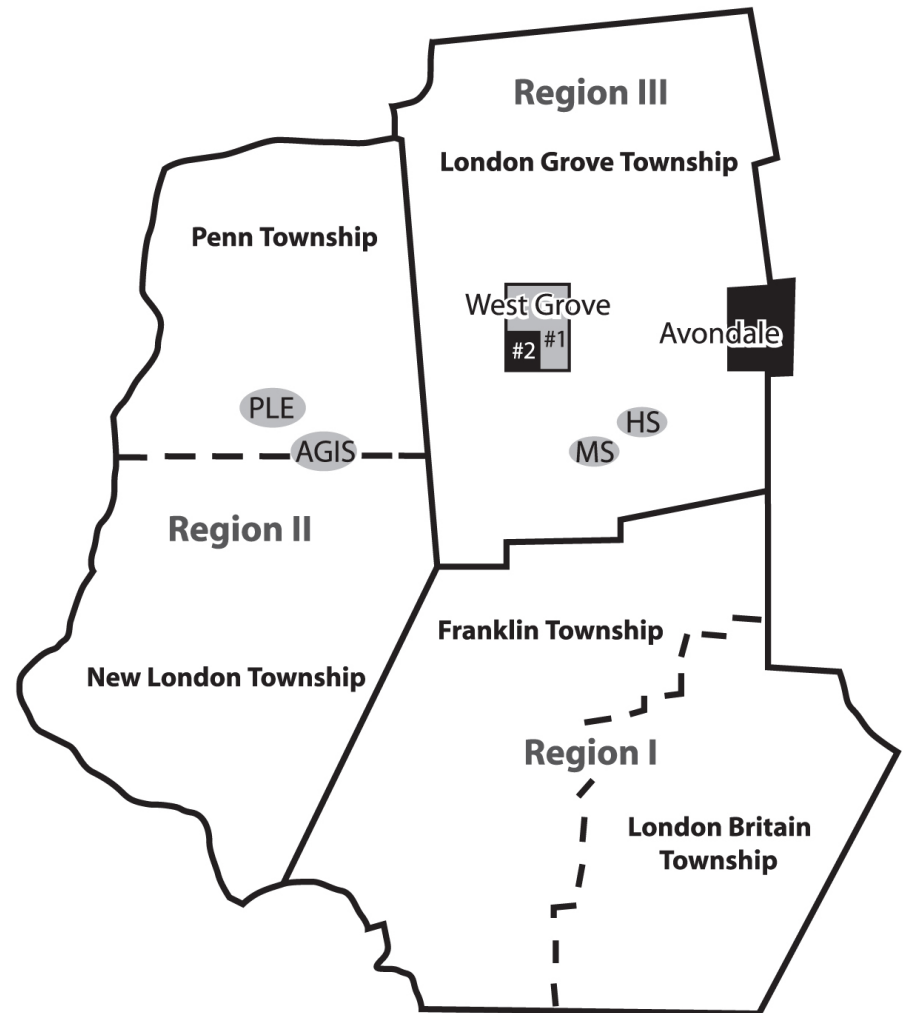 Region III
London Grove Township
Penn Township
West Grove
#1
#2
Avondale
PLE
HS
AGIS
MS
Region II
Franklin Township
New London Township
Region I
London Britain
Township